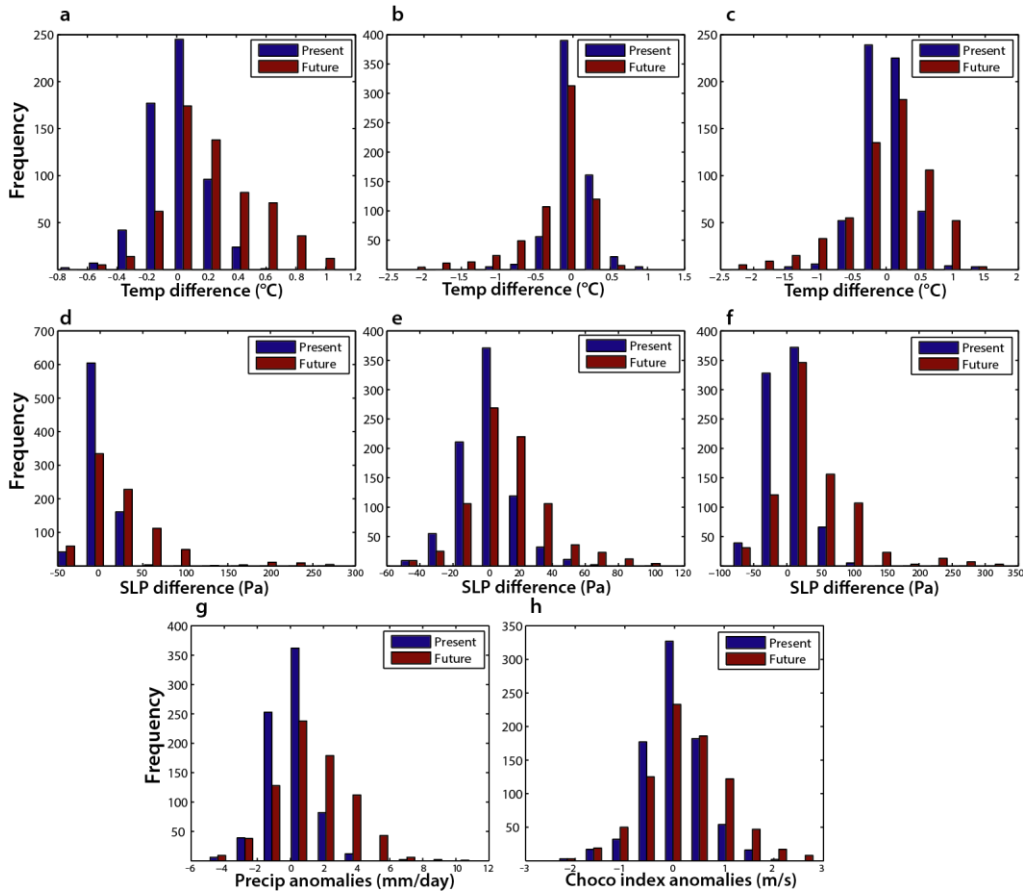 a
b
c
Frequency
250
200
150
100
50
-0.8 -0.6 -0.4 -0.2 0 0.2 0.4 0.6 0.8 1.0 1.2
Temp difference (°C)
Present
Future
400
350
300
250
200
150
100
50
-2.5 -2 -1.5 -1 -0.5 0 0.5 1 1.5
Temp difference (°C)
Present
Future
250
200
150
100
50
-2.5 -2 -1.5 -1 -0.5 0 0.5 1 1.5 2
Temp difference (°C)
Present
Future
d
e
f
Frequency
700
600
500
400
300
200
100
-50 0 50 100 150 200 250 300
SLP difference (Pa)
Present
Future
400
350
300
250
200
150
100
50
-60 -40 -20 0 20 40 60 80 100 120
SLP difference (Pa)
Present
Future
400
350
300
250
200
150
100
50
-100 -50 0 50 100 150 200 250 300 350
SLP difference (Pa)
Present
Future
g
h
Frequency
400
350
300
250
200
150
100
50
-6 -4 -2 0 2 4 6 8 10 12
Precip anomalies (mm/day)
Present
Future
350
300
250
200
150
100
50
-3 -2 -1 0 1 2 3
Choco index anomalies (m/s)
Present
Future